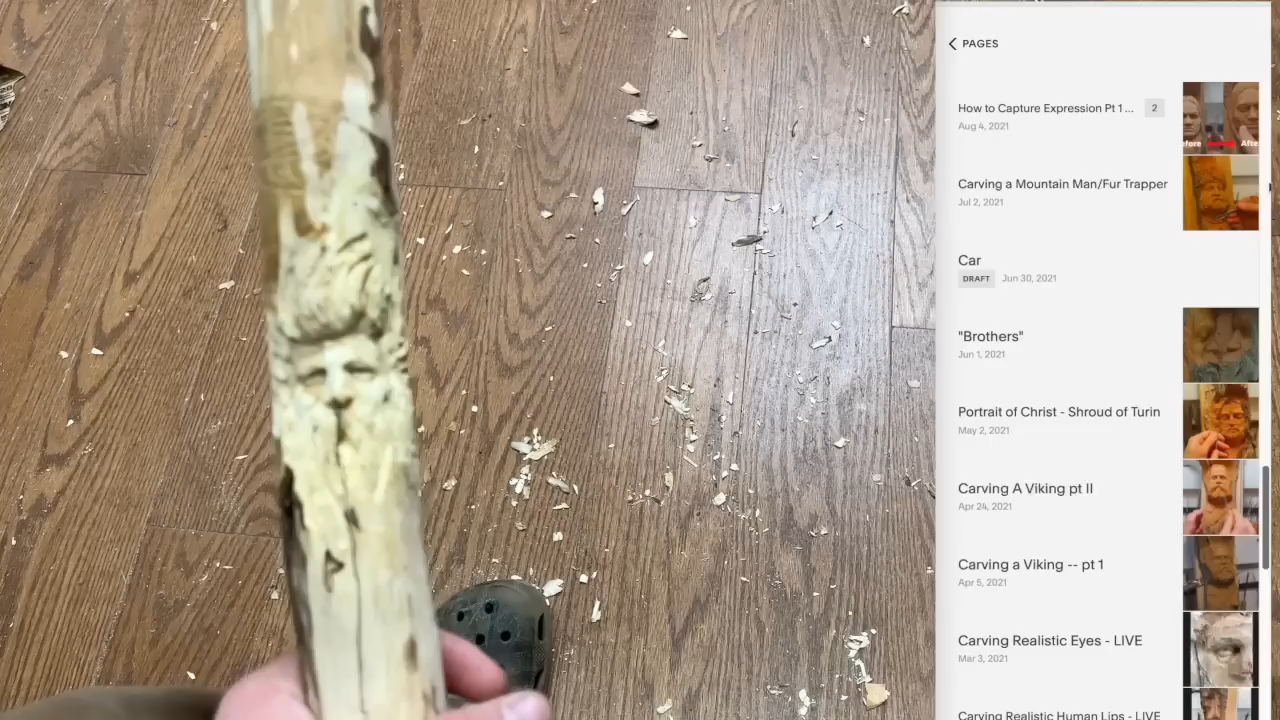 PAGES
How to Capture Expression Pt 1... 2
Aug 4, 2021
efore Afte
Carving a Mountain Man/Fur Trapper
Jul 2, 2021
Car
DRAFT Jun 30, 2021
"Brothers"
Jun 1, 2021
Portrait of Christ - Shroud of Turin
May 2, 2021
Carving A Viking pt II
Apr 24, 2021
Carving a Viking -- pt 1
Apr 5, 2021
Carving Realistic Eyes - LIVE
Mar 3, 2021
Carving Realistic Human Lips - LIVE